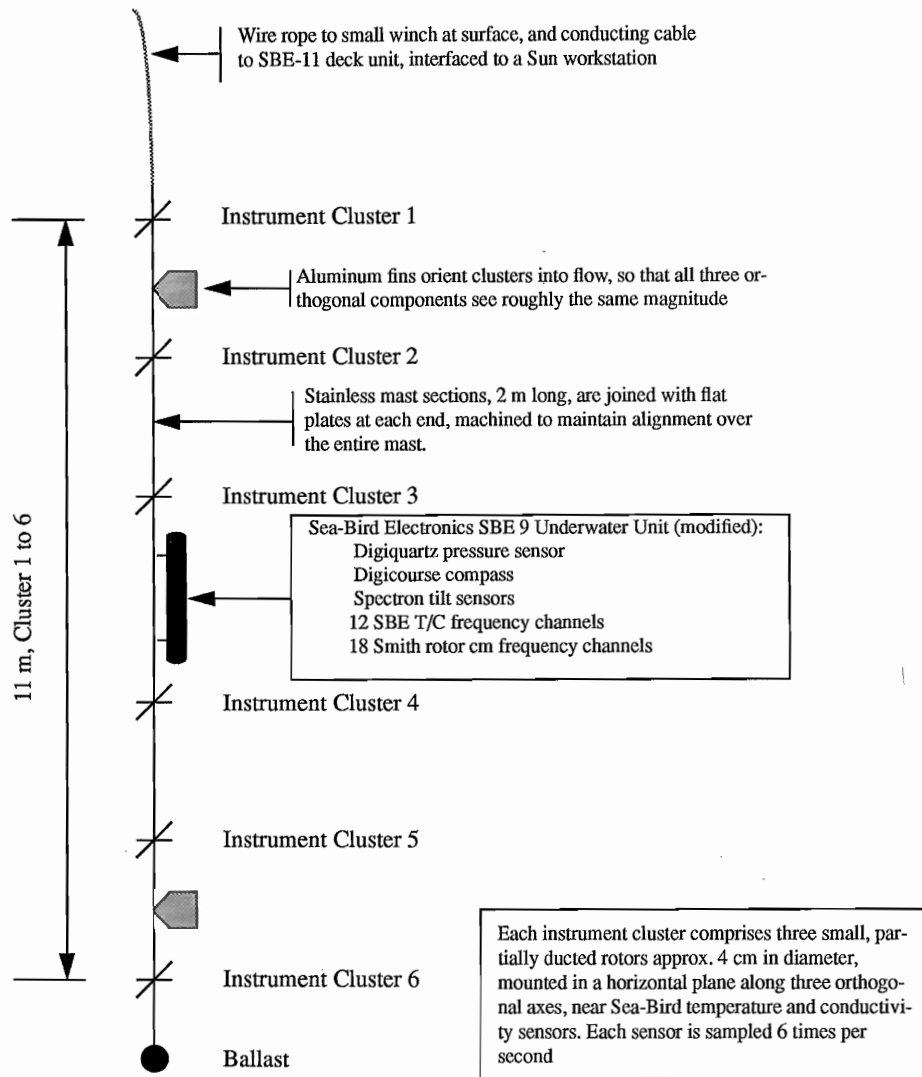 Wire rope to small winch at surface, and conducting cable
to SBE-11 deck unit, interfaced to a Sun workstation
Instrument Cluster 1
Aluminum fins orient clusters into flow, so that all three or-
thogonal components see roughly the same magnitude
Instrument Cluster 2
Stainless mast sections, 2 m long, are joined with flat
plates at each end, machined to maintain alignment over
the entire mast.
Instrument Cluster 3
Sea-Bird Electronics SBE 9 Underwater Unit (modified):
Digiquartz pressure sensor
Digicourse compass
Spectron tilt sensors
12 SBE T/C frequency channels
18 Smith rotor cm frequency channels
11 m, Cluster 1 to 6
Instrument Cluster 4
Instrument Cluster 5
Instrument Cluster 6
Ballast
Each instrument cluster comprises three small, par-
tially ducted rotors approx. 4 cm in diameter,
mounted in a horizontal plane along three orthogo-
nal axes, near Sea-Bird temperature and conductivi-
ty sensors. Each sensor is sampled 6 times per
second